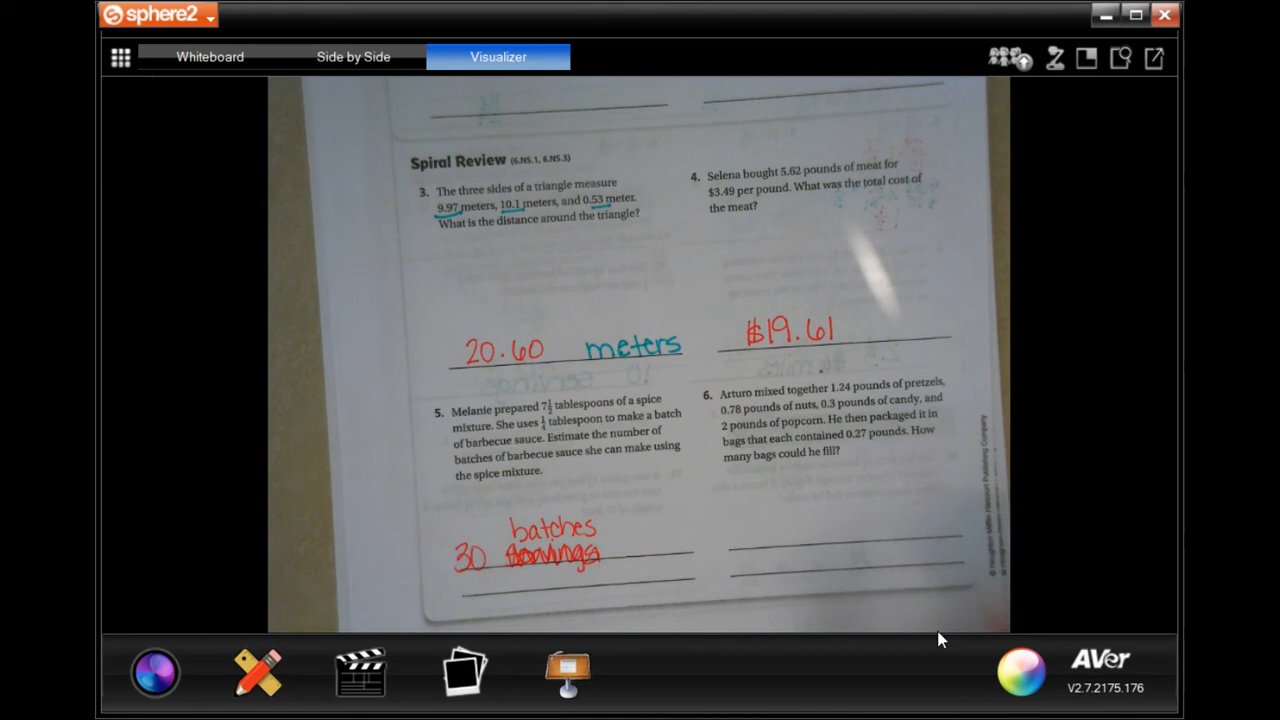 sphere2
Whiteboard
Side by Side
Visualizer
Spiral Review (6.NS.1, 6.NS.3)
3. The three sides of a triangle measure
9.97 meters, 10.1 meters, and 0.53 meter.
What is the distance around the triangle?
20.60 meters
4. Selena bought 5.62 pounds of meat for
$3.49 per pound. What was the total cost of
the meat?
$19.61
5. Melanie prepared 7 1/2 tablespoons of a spice
mixture. She uses 1/4 tablespoon to make a batch
of barbecue sauce. Estimate the number of
batches of barbecue sauce she can make using
the spice mixture.
batches
30
6. Arturo mixed together 1.24 pounds of pretzels,
0.78 pounds of nuts, 0.3 pounds of candy, and
2 pounds of popcorn. He then packaged it in
bags that each contained 0.27 pounds. How
many bags could he fill?
© Houghton Mifflin Harcourt Publishing Company
AVer
V2.7.2175.176